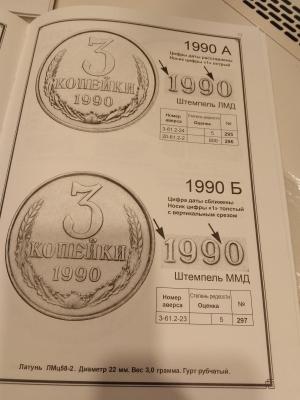 3
КОПЕЙКИ
1990
1990 А
Цифры даты расставлены
Носик цифры «1» острый
1990
Штемпель ЛМД
Номер аверса
Степень редкости
Оценка
№
3-61.2-24
5
295
20-61.2-2
600
296
3
КОПЕЙКИ
1990
1990 Б
Цифра даты сближены
Носик цифры «1» толстый
с вертикальным срезом
1990
Штемпель ММД
Номер аверса
Степень редкости
Оценка
№
3-61.2-23
5
297
Латунь ЛМц58-2. Диаметр 22 мм. Вес 3,0 грамма. Гурт рубчатый.